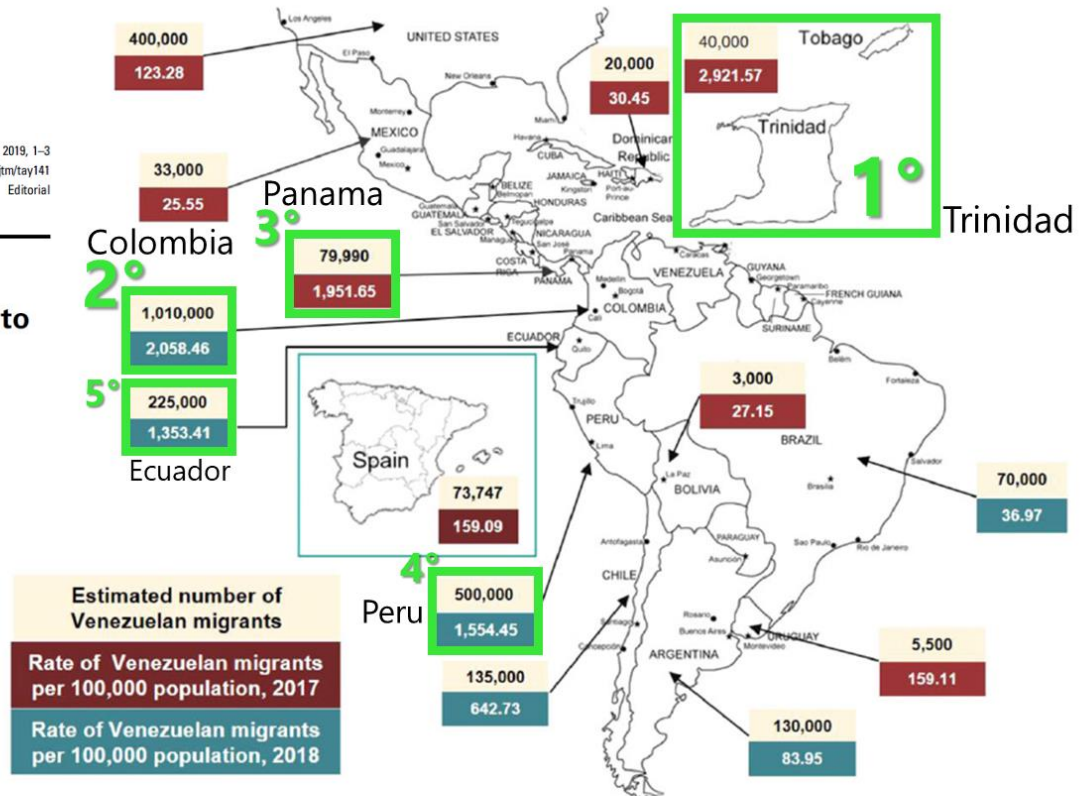 2019, 1–3
jtm/tay141
Editorial
to
400,000
123.28
33,000
25.55
Panama
3°
79,990
1,951.65
Colombia
2°
1,010,000
2,058.46
5°
225,000
1,353.41
Ecuador
20,000
30.45
40,000
2,921.57
Tobago
Trinidad
1°
Trinidad
Los Angeles
UNITED STATES
El Paso
New Orleans
Monterrey
MEXICO
Guadalajara
Mexico
Miami
Havana
CUBA
Dominican
Republic
JAMAICA
Kingston
HAITI
Port-au-
Prince
BELIZE
Belmopan
Guatemala
GUATEMALA
HONDURAS
Tegucigalpa
San Salvador
EL SALVADOR
NICARAGUA
Managua
San José
COSTA
RICA
Panama
PANAMA
Caribbean Sea
Caracas
VENEZUELA
GUYANA
Georgetown
Paramaribo
FRENCH GUIANA
Cayenne
SURINAME
Medellin
Bogotá
COLOMBIA
Cali
ECUADOR
Quito
Belém
Fortaleza
Trujillo
PERU
Lima
3,000
27.15
BRAZIL
Salvador
La Paz
BOLIVIA
Brasilia
70,000
36.97
Spain
73,747
159.09
Antofagasta
PARAGUAY
Asunción
Sao Paulo
Rio de Janeiro
4°
Peru
500,000
1,554.45
CHILE
Santiago
Concepción
Rosario
Buenos Aires
URUGUAY
Montevideo
ARGENTINA
5,500
159.11
135,000
642.73
130,000
83.95
Estimated number of
Venezuelan migrants
Rate of Venezuelan migrants
per 100,000 population, 2017
Rate of Venezuelan migrants
per 100,000 population, 2018